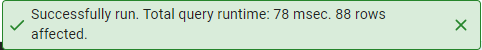 Successfully run. Total query runtime: 78 msec. 88 rows
affected.